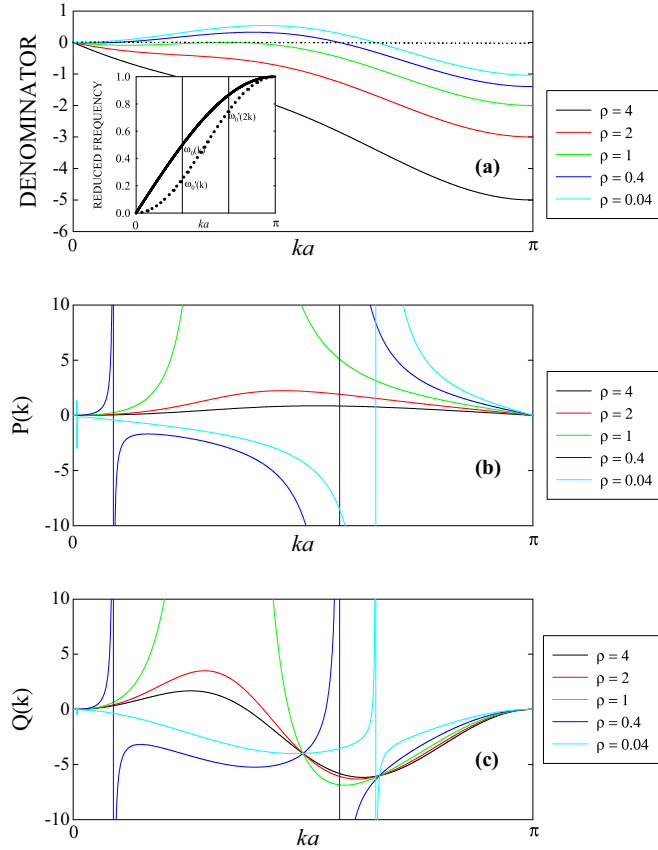 1
0
-1
-2
-3
-4
-5
-6
DENOMINATOR
1.0
0.8
0.6
0.4
0.2
0.0
REDUCED FREQUENCY
ω₀(k)
ω₀'(k)
ω₀'(2k)
0
ka
π
(a)
0
ka
π
ρ = 4
ρ = 2
ρ = 1
ρ = 0.4
ρ = 0.04
10
5
0
-5
-10
P(k)
(b)
0
ka
π
ρ = 4
ρ = 2
ρ = 1
ρ = 0.4
ρ = 0.04
10
5
0
-5
-10
Q(k)
(c)
0
ka
π
ρ = 4
ρ = 2
ρ = 1
ρ = 0.4
ρ = 0.04